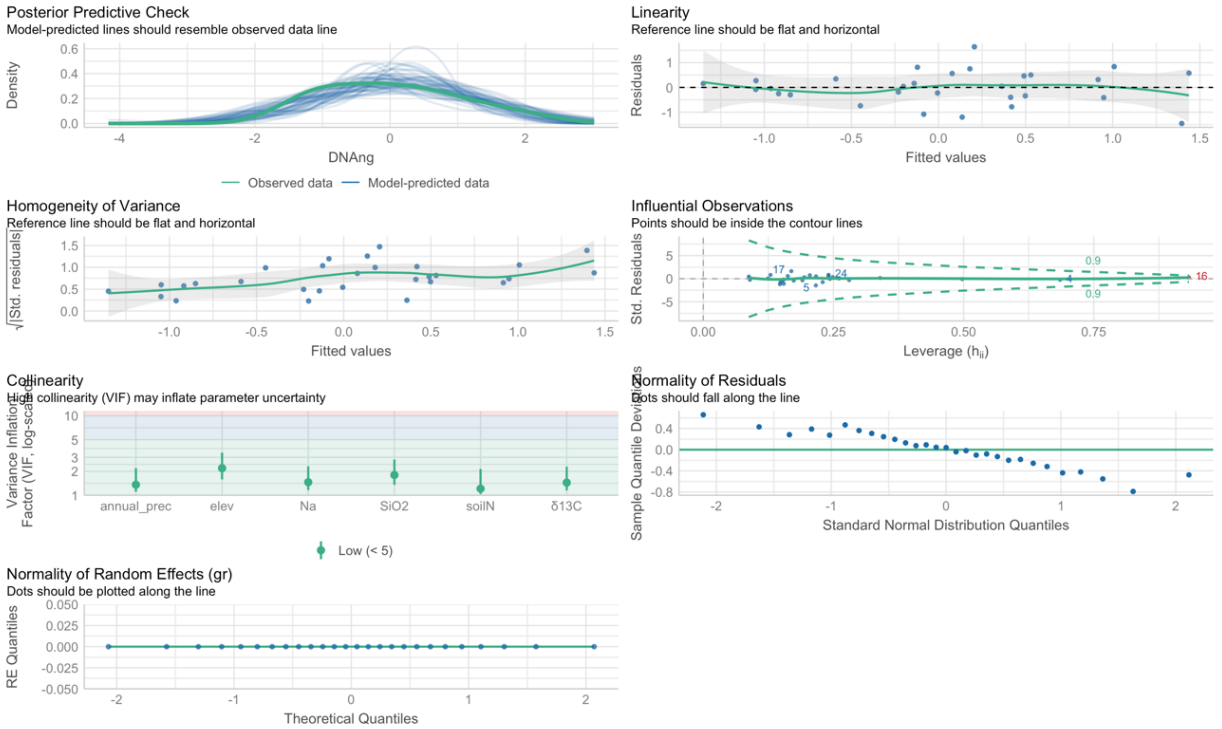 Posterior Predictive Check
Model-predicted lines should resemble observed data line
Density
0.6
0.4
0.2
0.0
-4
-2
0
2
DNAng
Observed data
Model-predicted data
Linearity
Reference line should be flat and horizontal
Residuals
1
0
-1
-1.0
-0.5
0.0
0.5
1.0
1.5
Fitted values
Homogeneity of Variance
Reference line should be flat and horizontal
√|Std. residuals|
1.5
1.0
0.5
0.0
-1.0
-0.5
0.0
0.5
1.0
1.5
Fitted values
Influential Observations
Points should be inside the contour lines
Std. Residuals
5
0
-5
17
24
5
4
16
0.9
0.9
0.00
0.25
0.50
0.75
Leverage (hii)
Collinearity
High collinearity (VIF) may inflate parameter uncertainty
Variance Inflation
Factor (VIF, log-scaled)
10
5
3
2
1
annual_prec
elev
Na
SiO2
soilN
δ13C
Low (< 5)
Normality of Residuals
Dots should fall along the line
Sample Quantile Deviations
0.4
0.0
-0.4
-0.8
-2
-1
0
1
2
Standard Normal Distribution Quantiles
Normality of Random Effects (gr)
Dots should be plotted along the line
RE Quantiles
0.050
0.025
0.000
-0.025
-0.050
-2
-1
0
1
2
Theoretical Quantiles